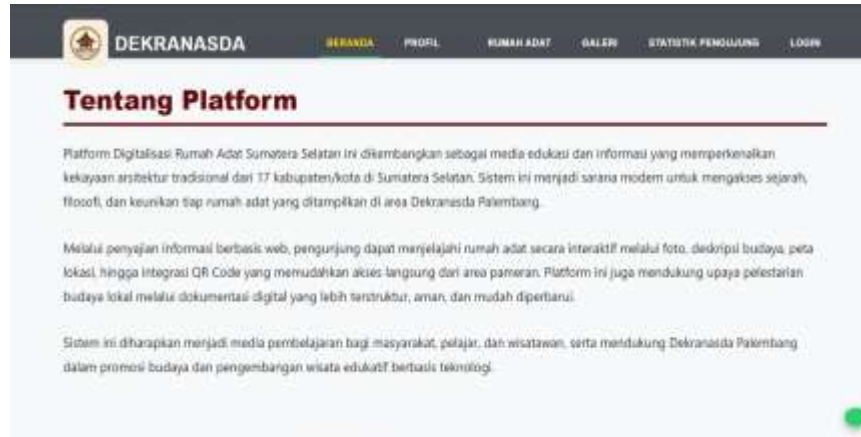 DEKRANASDA
BERANDA PROFIL RUMAH ADAT GALERI STATISTIK PENGUJUNG LOGIN
Tentang Platform
Platform Digitalisasi Rumah Adat Sumatera Selatan ini dikembangkan sebagai media edukasi dan informasi yang memperkenalkan
kekayaan arsitektur tradisional dari 17 kabupaten/kota di Sumatera Selatan. Sistem ini menjadi sarana modern untuk mengakses sejarah,
filosofi, dan keunikan tiap rumah adat yang ditampilkan di area Dekranasda Palembang.
Melalui penyajian informasi berbasis web, pengunjung dapat menjelajahi rumah adat secara interaktif melalui foto, deskripsi budaya, peta
lokasi, hingga integrasi QR Code yang memudahkan akses langsung dari area pameran. Platform ini juga mendukung upaya pelestarian
budaya lokal melalui dokumentasi digital yang lebih terstruktur, aman, dan mudah diperbarui.
Sistem ini diharapkan menjadi media pembelajaran bagi masyarakat, pelajar, dan wisatawan, serta mendukung Dekranasda Palembang
dalam promosi budaya dan pengembangan wisata edukatif berbasis teknologi.